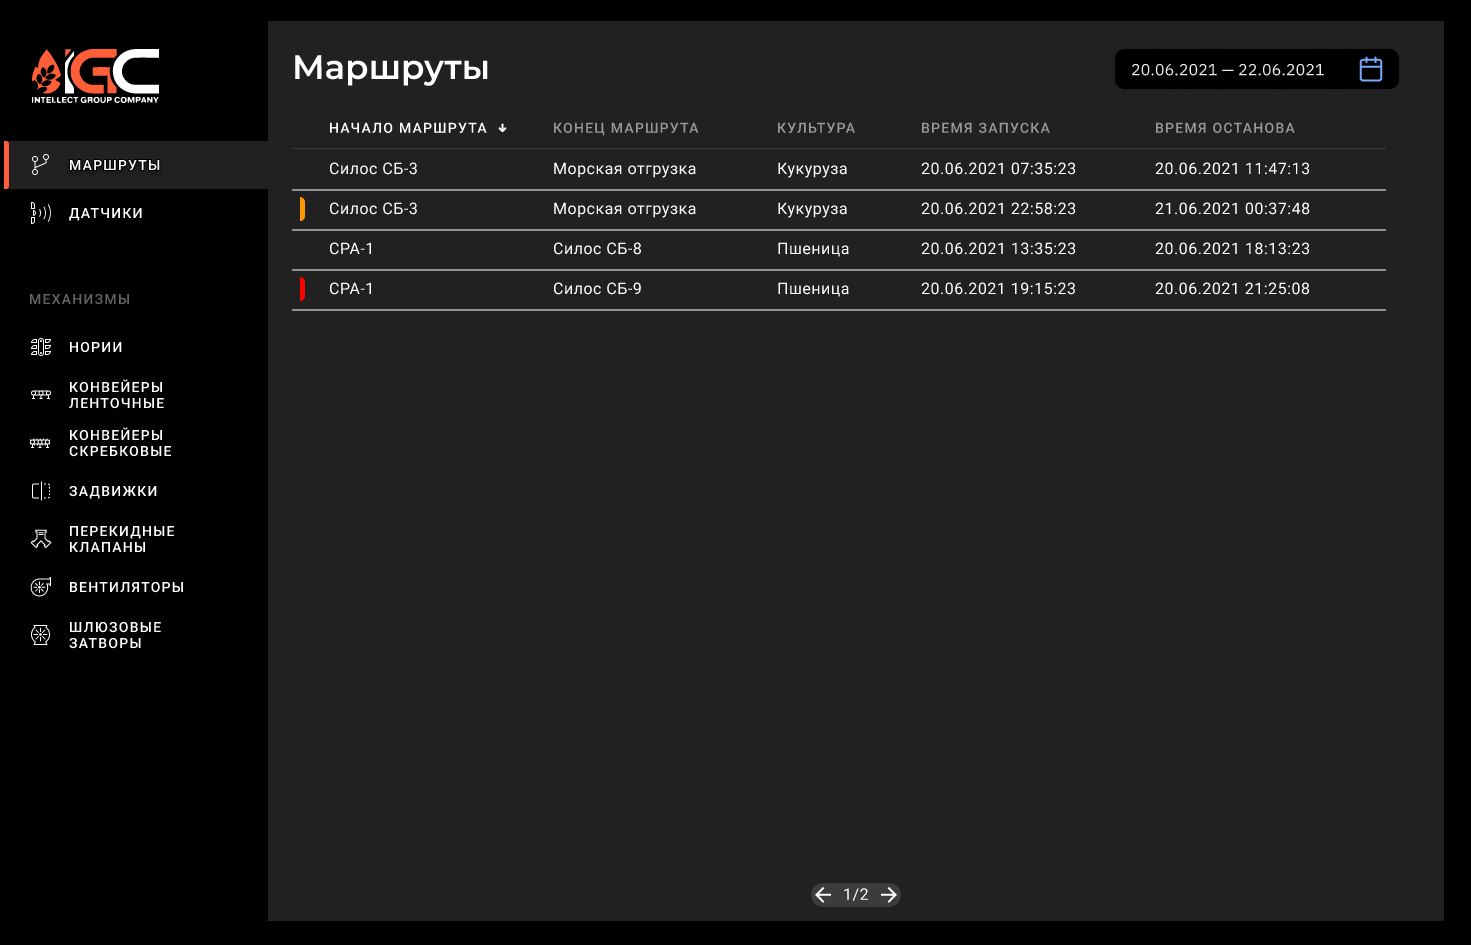 iGC
INTELLECT GROUP COMPANY
МАРШРУТЫ
ДАТЧИКИ
МЕХАНИЗМЫ
НОРИИ
КОНВЕЙЕРЫ
ЛЕНТОЧНЫЕ
КОНВЕЙЕРЫ
СКРЕБКОВЫЕ
ЗАДВИЖКИ
ПЕРЕКИДНЫЕ
КЛАПАНЫ
ВЕНТИЛЯТОРЫ
ШЛЮЗОВЫЕ
ЗАТВОРЫ
Маршруты
20.06.2021 — 22.06.2021
НАЧАЛО МАРШРУТА ↓ КОНЕЦ МАРШРУТА КУЛЬТУРА ВРЕМЯ ЗАПУСКА ВРЕМЯ ОСТАНОВА
Силос СБ-3 Морская отгрузка Кукуруза 20.06.2021 07:35:23 20.06.2021 11:47:13
Силос СБ-3 Морская отгрузка Кукуруза 20.06.2021 22:58:23 21.06.2021 00:37:48
СРА-1 Силос СБ-8 Пшеница 20.06.2021 13:35:23 20.06.2021 18:13:23
СРА-1 Силос СБ-9 Пшеница 20.06.2021 19:15:23 20.06.2021 21:25:08
← 1/2 →